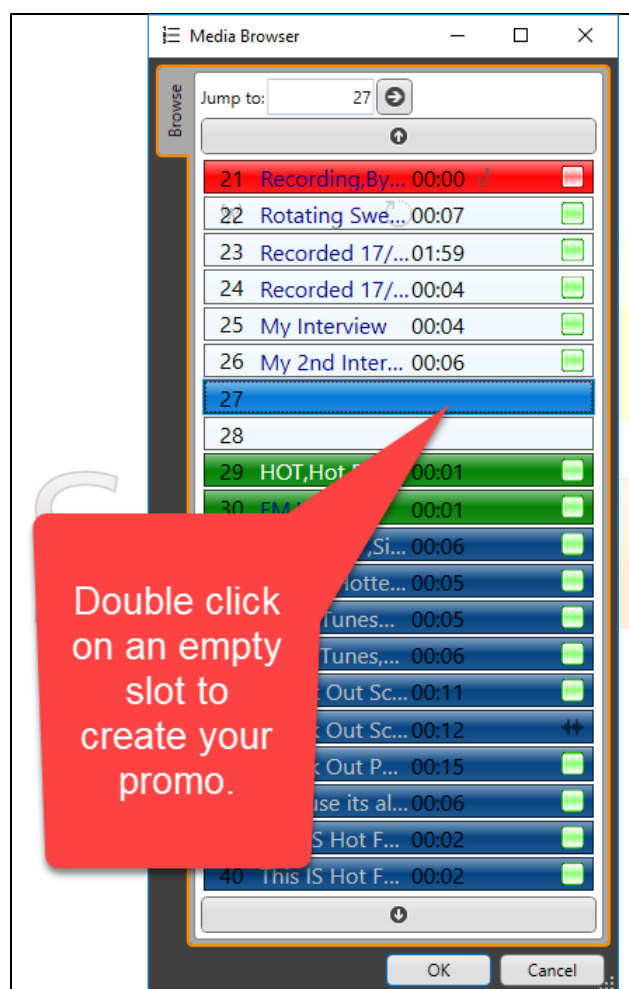 Media Browser
Browse
Jump to: 27
21 Recording,By... 00:00
22 Rotating Swe... 00:07
23 Recorded 17/... 01:59
24 Recorded 17/... 00:04
25 My Interview 00:04
26 My 2nd Inter... 00:06
27
28
29 HOT,Hot 00:01
30 00:01
,Si... 00:06
Hotte... 00:05
Tunes... 00:05
Tunes,... 00:06
Out Sc... 00:11
Out Sc... 00:12
Out P... 00:15
use its al... 00:06
S Hot F... 00:02
40 This IS Hot F... 00:02
Double click
on an empty
slot to
create your
promo.
OK Cancel